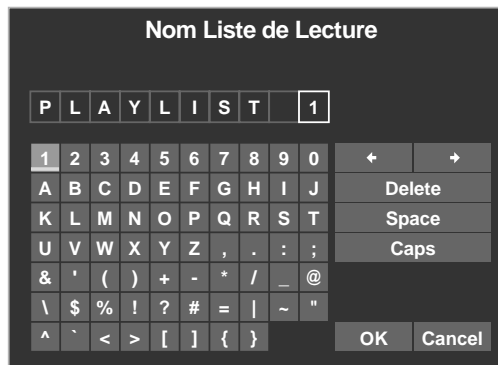 Nom Liste de Lecture
P L A Y L I S T 1
1 2 3 4 5 6 7 8 9 0 ← →
A B C D E F G H I J Delete
K L M N O P Q R S T Space
U V W X Y Z , . : ; Caps
& ' ( ) + - * / _ @
\ $ % ! ? # = | ~ "
^ ` < > [ ] { } OK Cancel